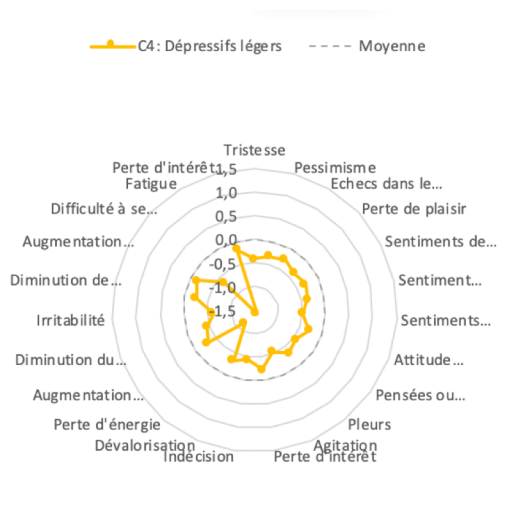 C4: Dépressifs légers
Moyenne
Tristesse
Pessimisme
Echecs dans le...
Perte de plaisir
Sentiments de...
Sentiment...
Sentiments...
Attitude...
Pensées ou...
Pleurs
Agitation
Perte d'intérêt
Indécision
Dévalorisation
Perte d'énergie
Augmentation...
Diminution du...
Irritabilité
Diminution de...
Augmentation...
Difficulté à se...
Fatigue
Perte d'intérêt
1,5
1,0
0,5
0,0
-0,5
-1,0
-1,5